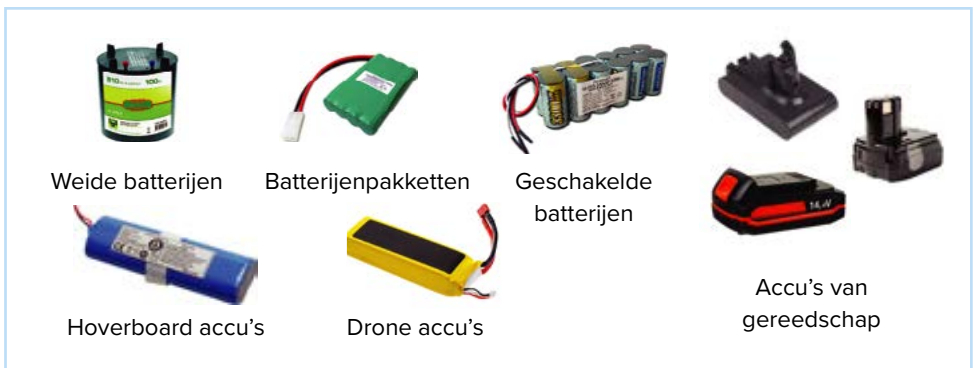 Weide batterijen
Batterijenpakketten
Geschakelde
batterijen
14,4V
Hoverboard accu's
Drone accu's
Accu's van
gereedschap